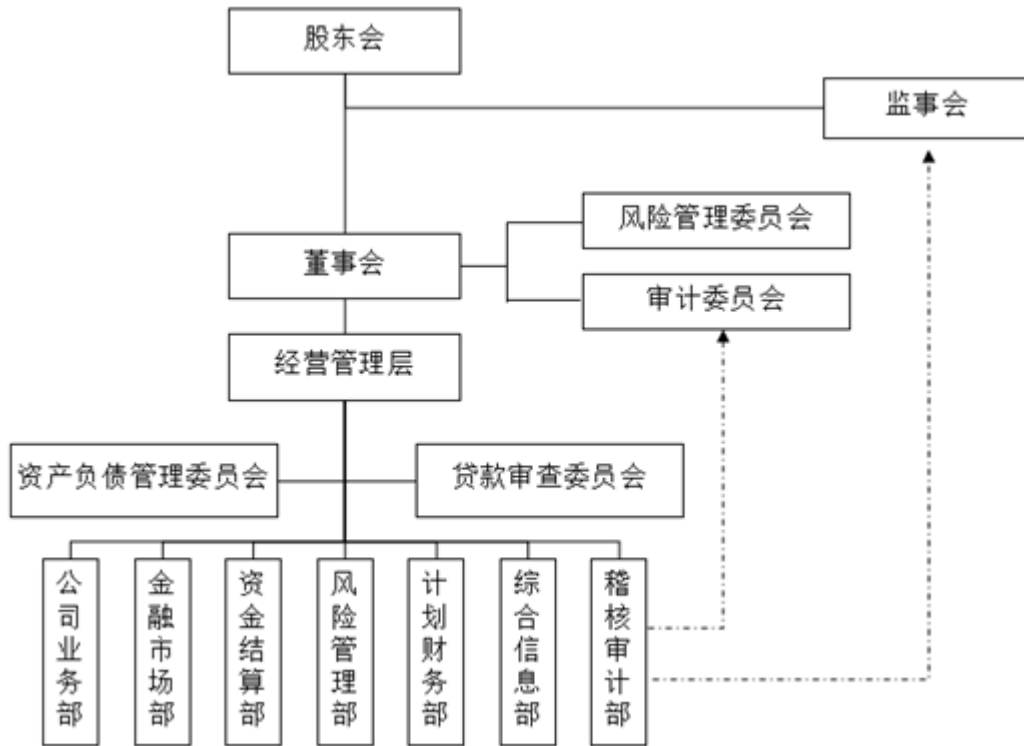 股东会
监事会
风险管理委员会
董事会
审计委员会
经营管理层
资产负债管理委员会
贷款审查委员会
公司业务部
金融市场部
资金结算部
风险管理部
计划财务部
综合信息部
稽核审计部